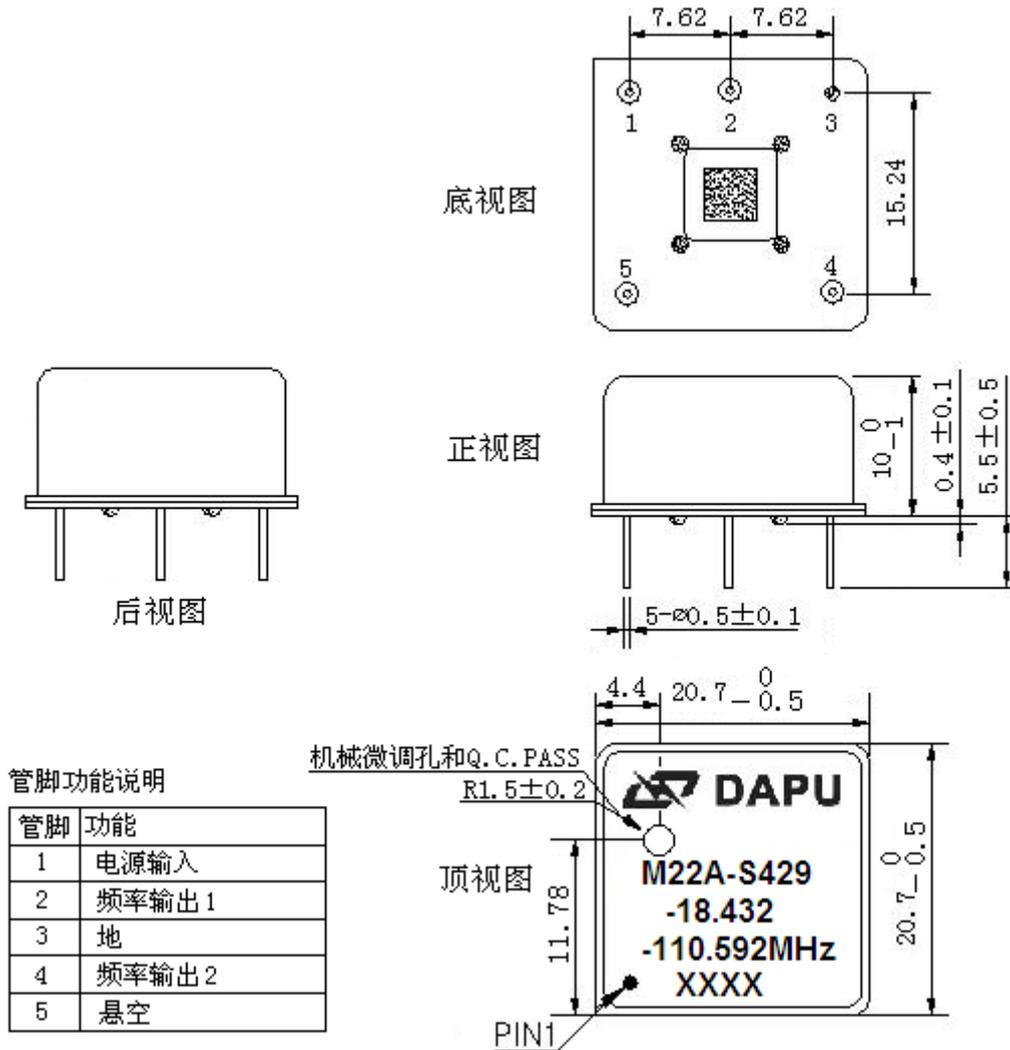 7.62 7.62
1 2 3
底视图
15.24
5 4
正视图
10 0 -1
0.4±0.1
5.5±0.5
后视图
5-⌀0.5±0.1
4.4 20.7 0 -0.5
机械微调孔和Q.C.PASS
R1.5±0.2
DAPU
顶视图
11.78
M22A-S429
-18.432
-110.592MHz
XXXX
20.7 0 -0.5
PIN1
管脚功能说明
管脚 功能
1 电源输入
2 频率输出1
3 地
4 频率输出2
5 悬空